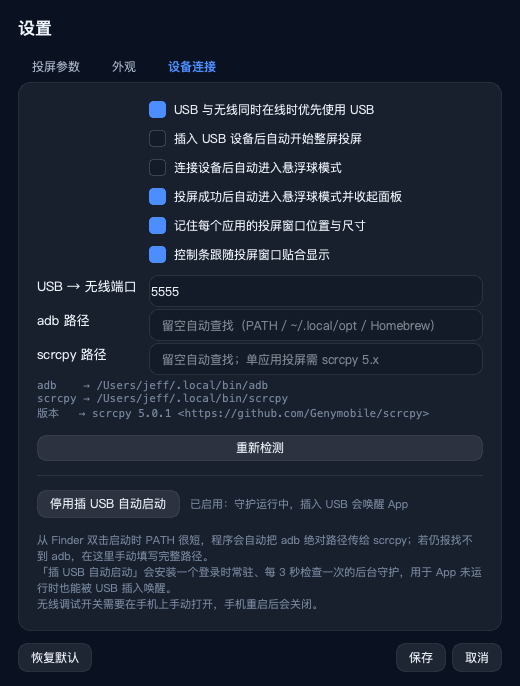 设置
投屏参数 外观 设备连接
USB 与无线同时在线时优先使用 USB
插入 USB 设备后自动开始整屏投屏
连接设备后自动进入悬浮球模式
投屏成功后自动进入悬浮球模式并收起面板
记住每个应用的投屏窗口位置与尺寸
控制条跟随投屏窗口贴合显示
USB → 无线端口 5555
adb 路径 留空自动查找（PATH / ~/.local/opt / Homebrew）
scrcpy 路径 留空自动查找；单应用投屏需 scrcpy 5.x
adb → /Users/jeff/.local/bin/adb
scrcpy → /Users/jeff/.local/bin/scrcpy
版本 → scrcpy 5.0.1 <https://github.com/Genymobile/scrcpy>
重新检测
停用插 USB 自动启动 已启用：守护运行中，插入 USB 会唤醒 App
从 Finder 双击启动时 PATH 很短，程序会自动把 adb 绝对路径传给 scrcpy；若仍报找不
到 adb，在这里手动填写完整路径。
「插 USB 自动启动」会安装一个登录时常驻、每 3 秒检查一次的后台守护，用于 App 未运
行时也能被 USB 插入唤醒。
无线调试开关需要在手机上手动打开，手机重启后会关闭。
恢复默认 保存 取消